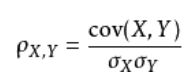 ρX,Y = cov(X, Y) / σXσY